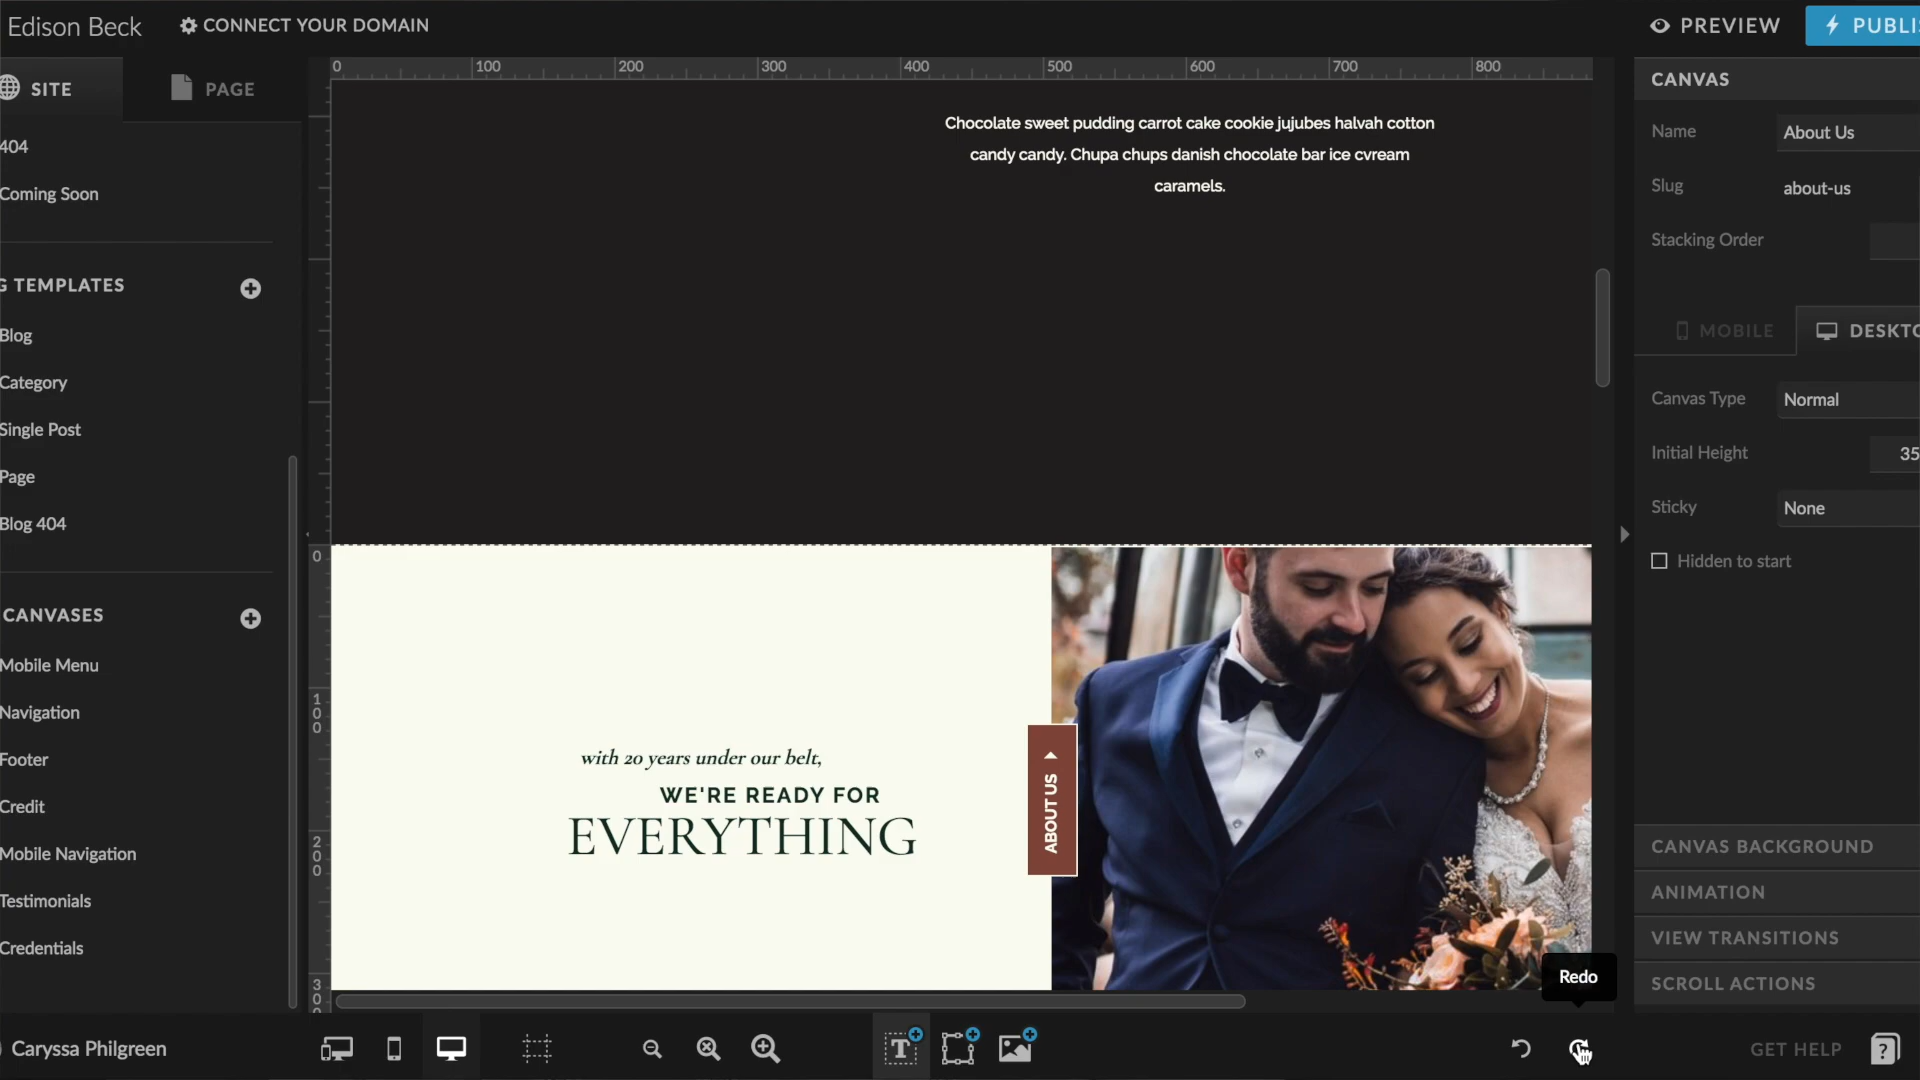 Edison Beck
CONNECT YOUR DOMAIN
PREVIEW
PUBLI
SITE
PAGE
404
Coming Soon
G TEMPLATES
Blog
Category
Single Post
Page
Blog 404
CANVASES
Mobile Menu
Navigation
Footer
Credit
Mobile Navigation
Testimonials
Credentials
Caryssa Philgreen
0 100 200 300 400 500 600 700 800
Chocolate sweet pudding carrot cake cookie jujubes halvah cotton
candy candy. Chupa chups danish chocolate bar ice cvream
caramels.
0
100
200
30
with 20 years under our belt,
WE'RE READY FOR
EVERYTHING
ABOUT US
Redo
CANVAS
Name About Us
Slug about-us
Stacking Order
MOBILE
DESKTO
Canvas Type Normal
Initial Height 35
Sticky None
Hidden to start
CANVAS BACKGROUND
ANIMATION
VIEW TRANSITIONS
SCROLL ACTIONS
T
GET HELP
?